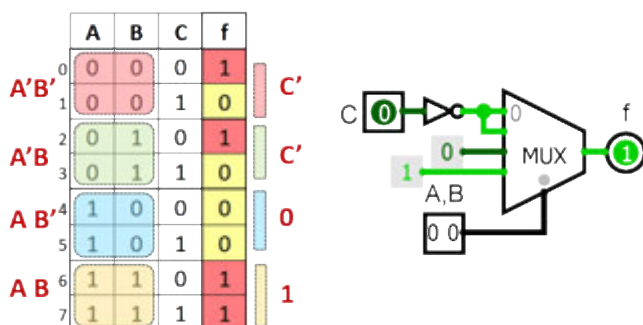 A B C f
0 0 0 0 1
A'B' C'
1 0 0 1 0
2 0 1 0 1
A'B C'
3 0 1 1 0
4 1 0 0 0
A B' 0
5 1 0 1 0
6 1 1 0 1
A B 1
7 1 1 1 1
C 0 0 f
0 MUX 1
1
A,B
0 0